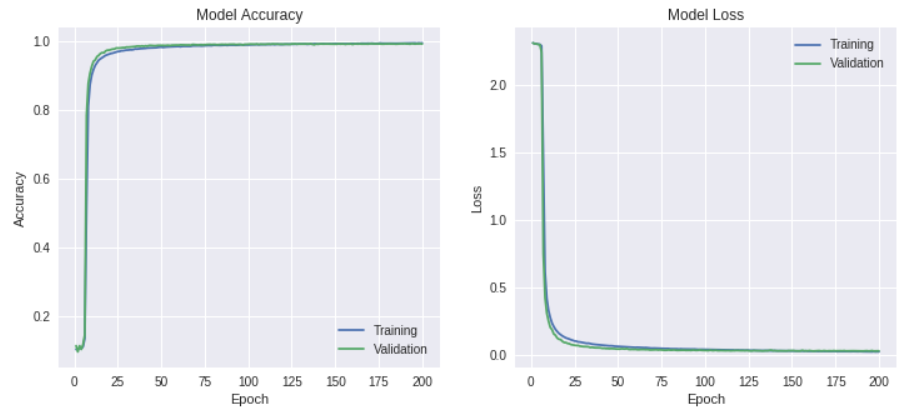 Model Accuracy
1.0
0.8
0.6
0.4
0.2
Accuracy
Training
Validation
0 25 50 75 100 125 150 175 200
Epoch
Model Loss
2.0
1.5
1.0
0.5
0.0
Loss
Training
Validation
0 25 50 75 100 125 150 175 200
Epoch